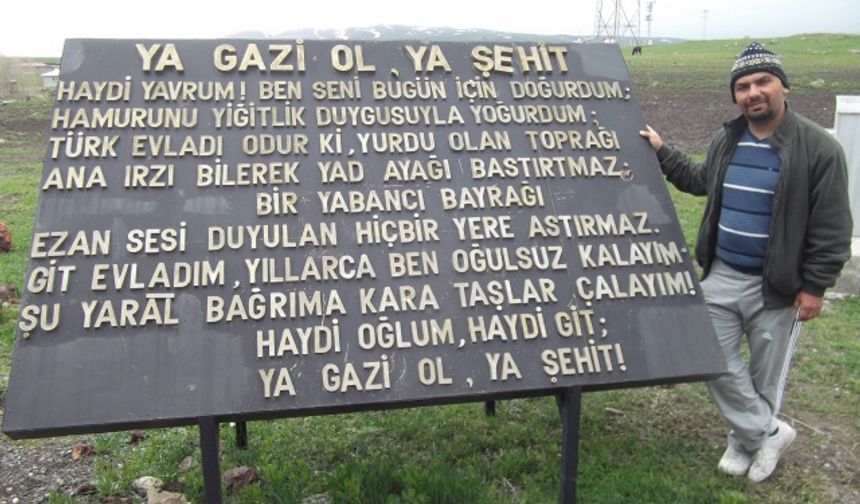 YA GAZİ OL , YA ŞEHİT
HAYDİ YAVRUM! BEN SENİ BUGÜN İÇİN DOĞURDUM;
HAMURUNU YİĞİTLİK DUYGUSUYLA YOĞURDUM;
TÜRK EVLADI ODUR Kİ, YURDU OLAN TOPRAĞI
ANA IRZI BİLEREK YAD AYAĞI BASTIRTMAZ.
BİR YABANCI BAYRAĞI
EZAN SESİ DUYULAN HİÇBİR YERE ASTIRMAZ.
GİT EVLADIM, YILLARCA BEN OĞULSUZ KALAYIM-
ŞU YARALI BAĞRIMA KARA TAŞLAR ÇALAYIM!
HAYDİ OĞLUM, HAYDİ GİT;
YA GAZİ OL , YA ŞEHİT!